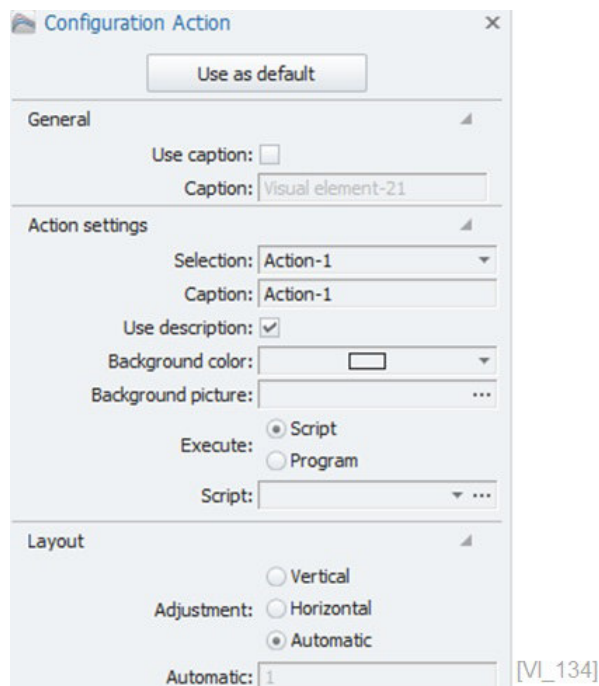 Configuration Action
Use as default
General
Use caption:
Caption: Visual element-21
Action settings
Selection: Action-1
Caption: Action-1
Use description:
Background color:
Background picture: ...
Execute: Script
Program
Script: ...
Layout
Adjustment: Vertical
Horizontal
Automatic
Automatic: 1
[VI_134]